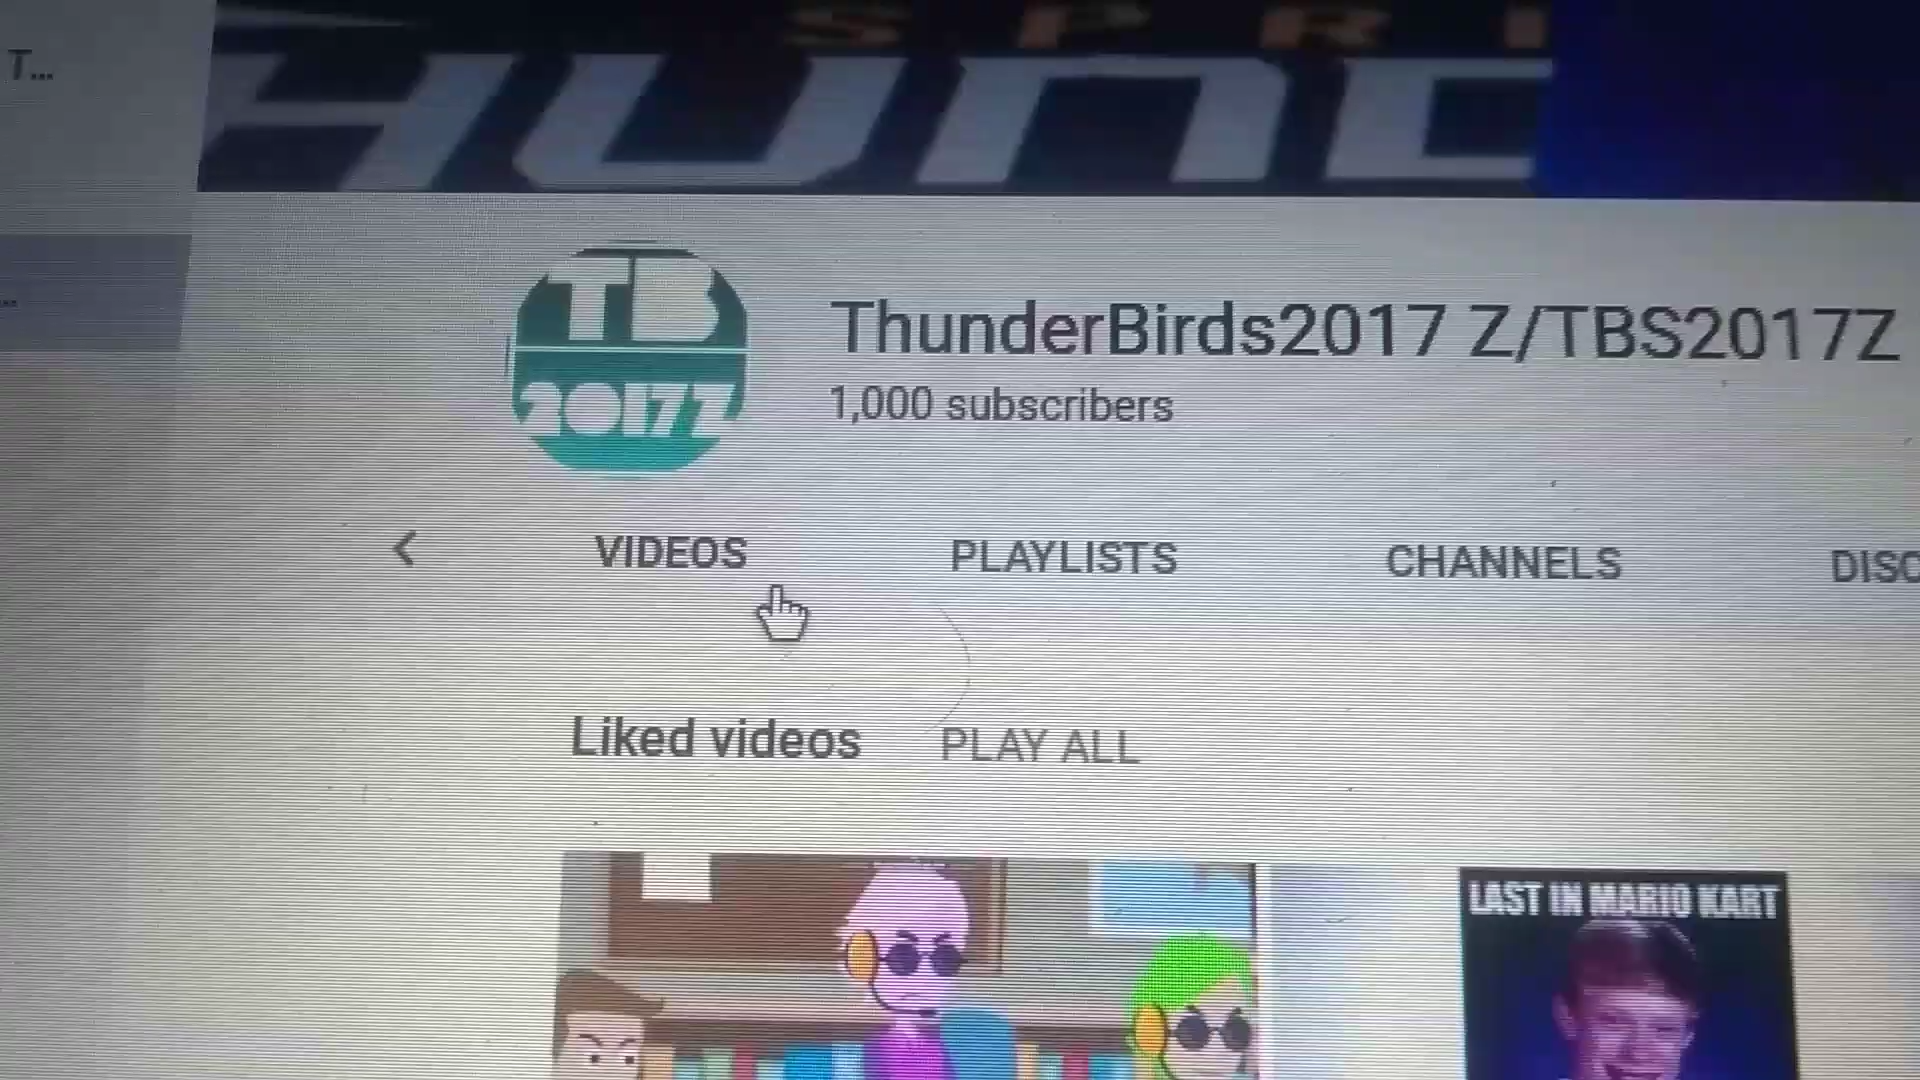 T...
TB
2017Z
ThunderBirds2017 Z/TBS2017Z
1,000 subscribers
VIDEOS PLAYLISTS CHANNELS DISC
Liked videos PLAY ALL
LAST IN MARIO KART